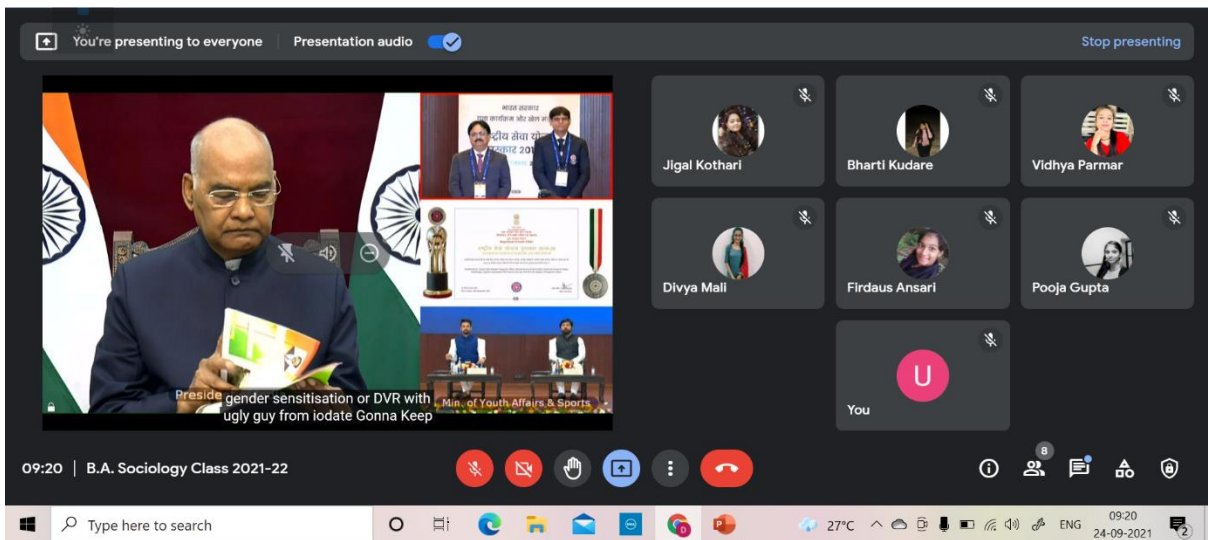 You're presenting to everyone
Presentation audio
Stop presenting
भारत सरकार
राष्ट्रीय सेवा
Preside
gender sensitisation or DVR with
ugly guy from iodate Gonna Keep
Min. of Youth Affairs & Sports
Jigal Kothari
Bharti Kudare
Vidhya Parmar
Divya Mali
Firdaus Ansari
Pooja Gupta
U
You
09:20 | B.A. Sociology Class 2021-22
8
Type here to search
27°C
ENG
09:20
24-09-2021
2